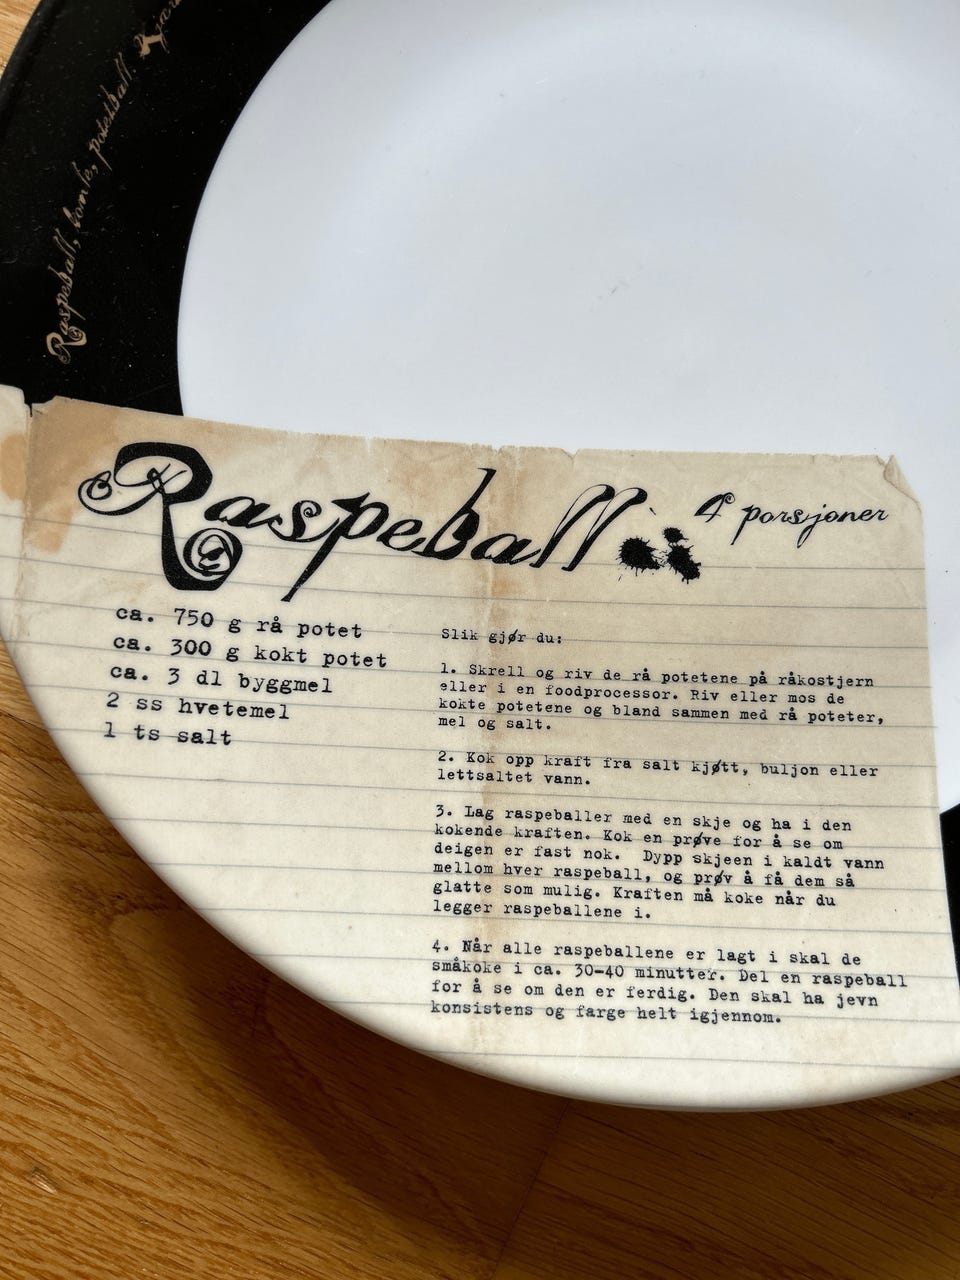 Raspeball, komle, potetball
Raspeball 4 porsjoner
ca. 750 g rå potet
ca. 300 g kokt potet
ca. 3 dl byggmel
2 ss hvetemel
1 ts salt
Slik gjør du:
1. Skrell og riv de rå potetene på råkostjern
eller i en foodprocessor. Riv eller mos de
kokte potetene og bland sammen med rå poteter,
mel og salt.
2. Kok opp kraft fra salt kjøtt, buljon eller
lettsaltet vann.
3. Lag raspeballer med en skje og ha i den
kokende kraften. Kok en prøve for å se om
deigen er fast nok. Dypp skjeen i kaldt vann
mellom hver raspeball, og prøv å få dem så
glatte som mulig. Kraften må koke når du
legger raspeballene i.
4. Når alle raspeballene er lagt i skal de
småkoke i ca. 30-40 minutter. Del en raspeball
for å se om den er ferdig. Den skal ha jevn
konsistens og farge helt igjennom.